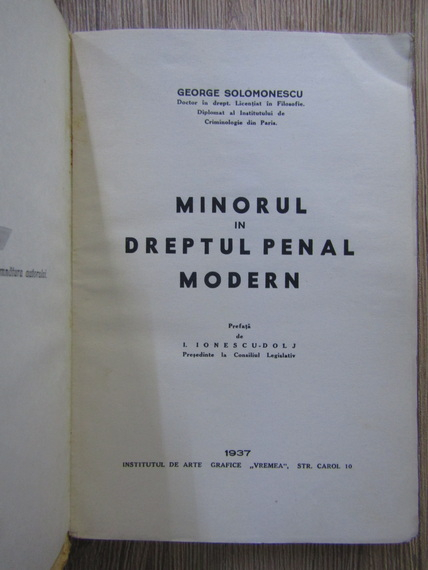 GEORGE SOLOMONESCU
Doctor în drept. Licențiat în Filosofie.
Diplomat al Institutului de
Criminologie din Paris.
MINORUL
IN
DREPTUL PENAL
MODERN
Prefață
de
I. IONESCU-DOLJ
Președinte la Consiliul Legislativ
1937
INSTITUTUL DE ARTE GRAFICE „VREMEA”, STR. CAROL 10
autorului